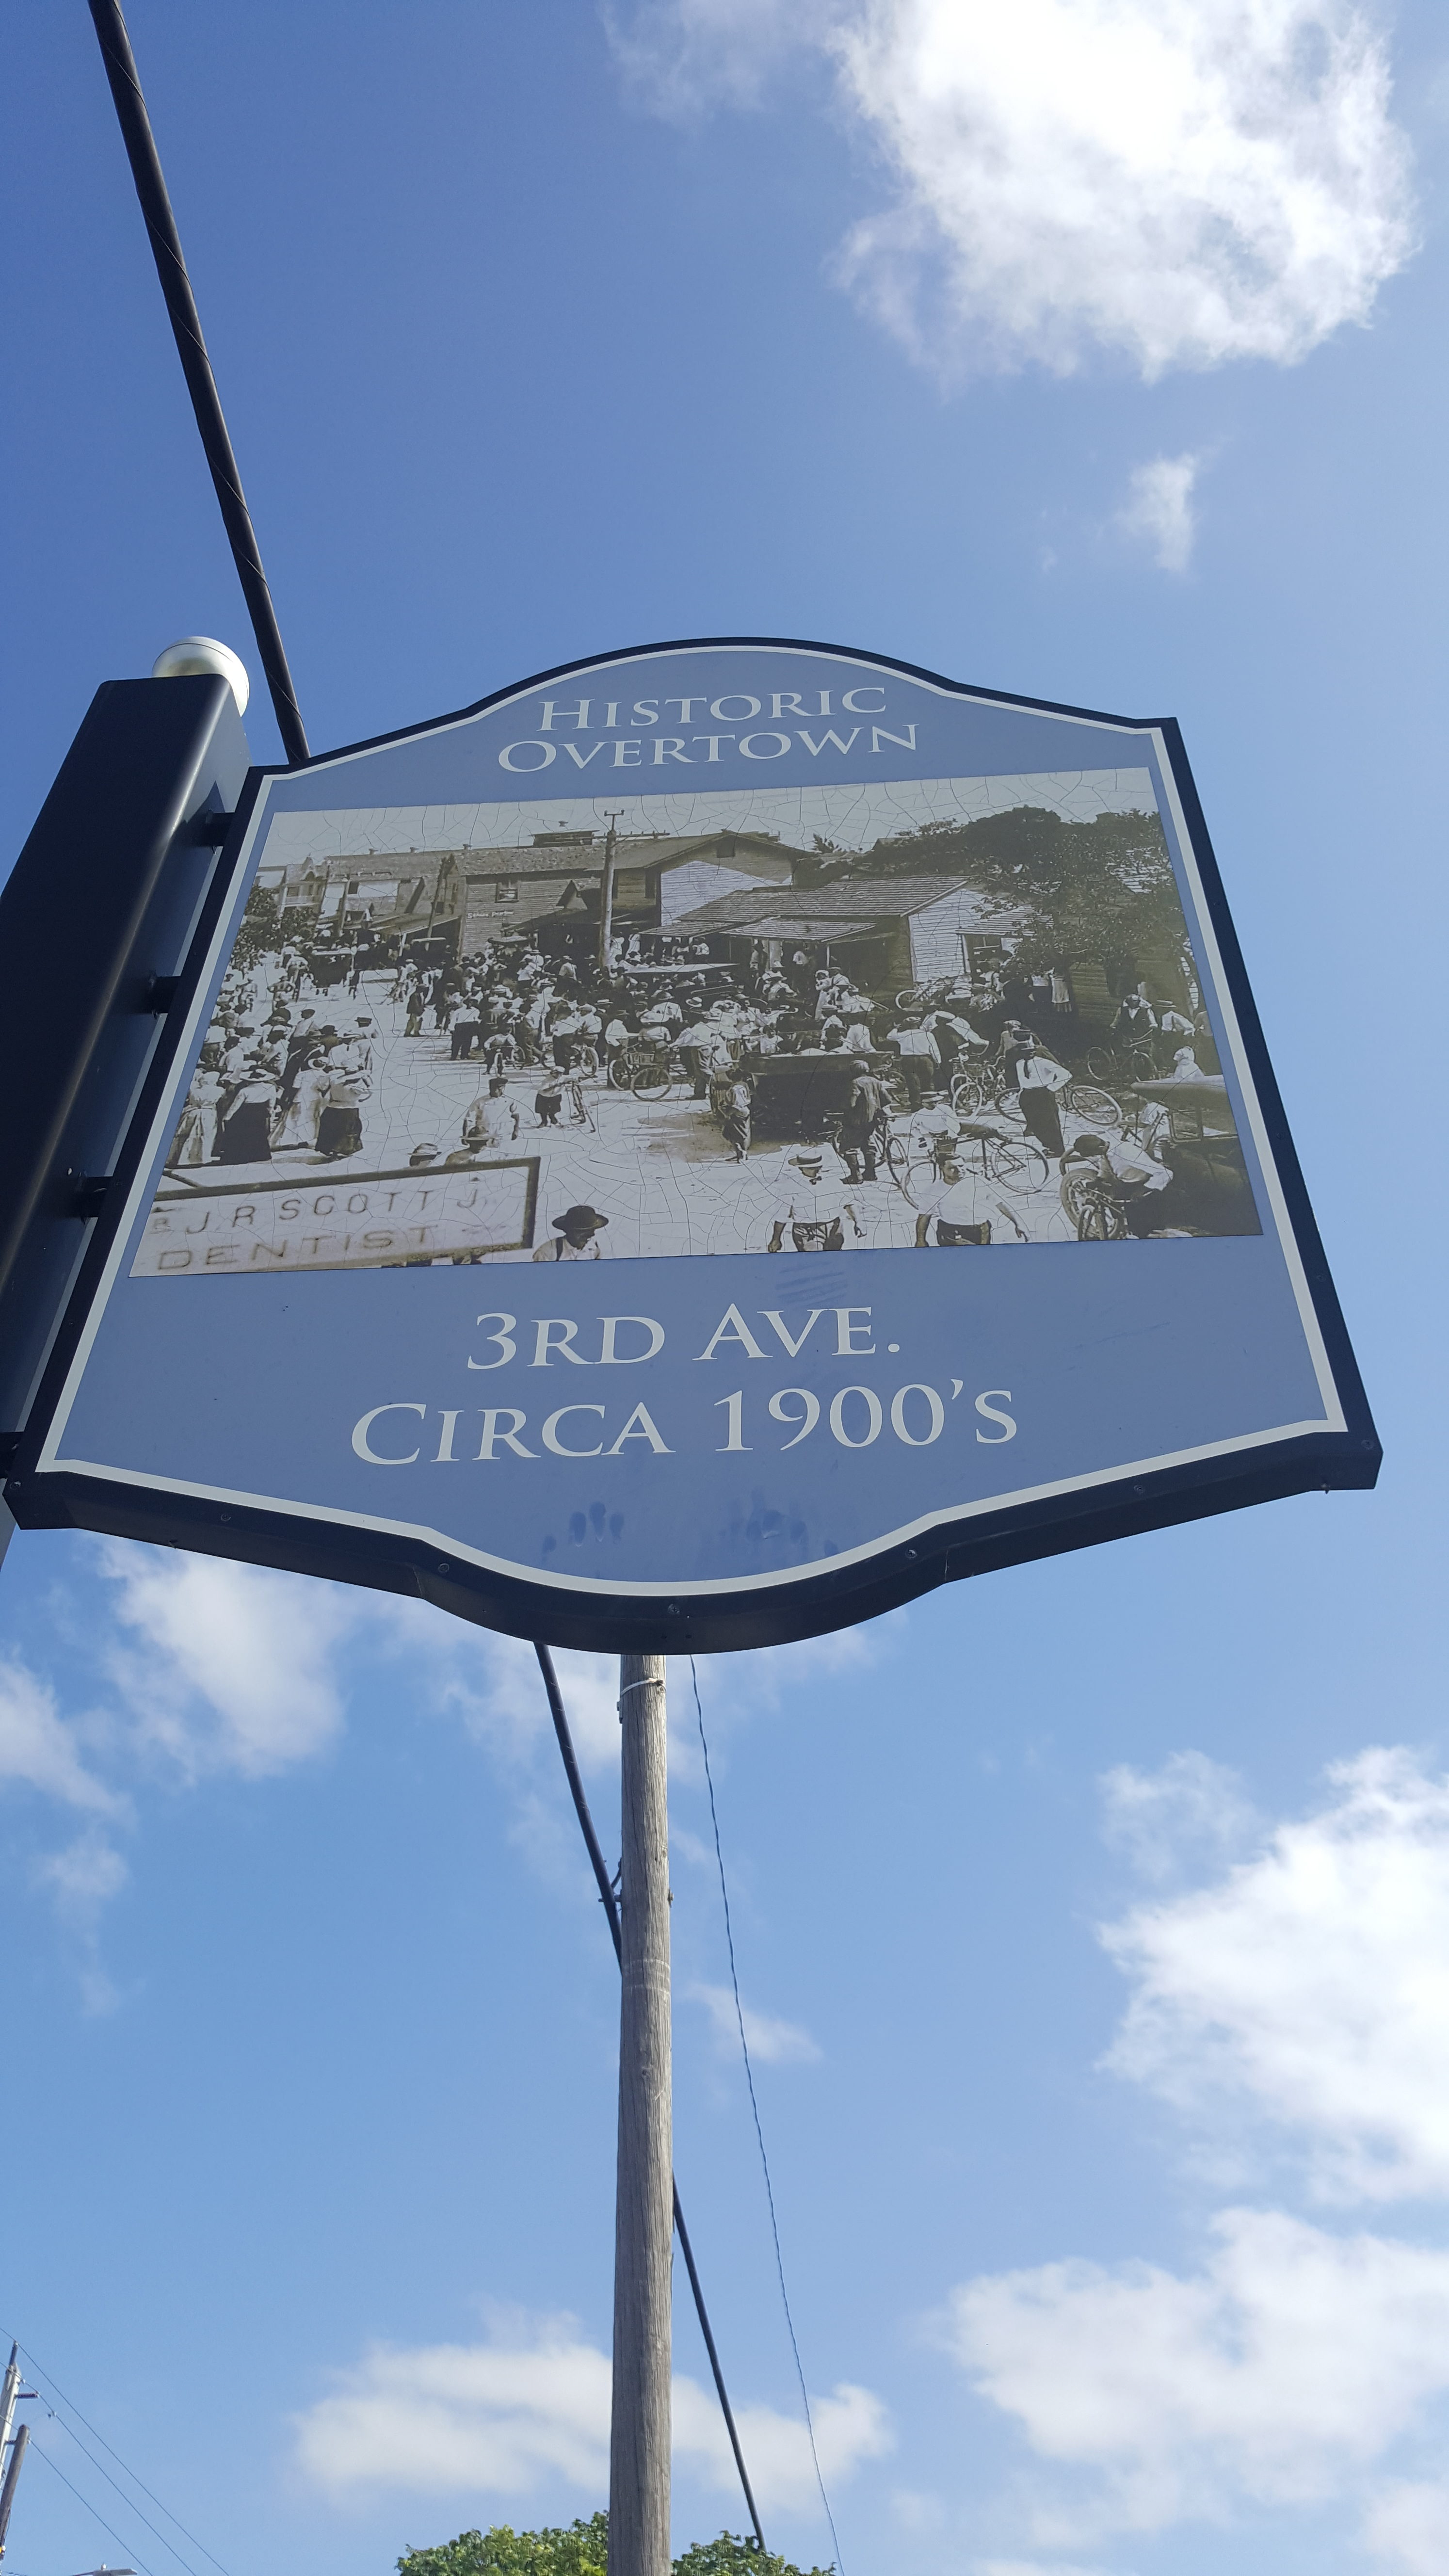 HISTORIC
OVERTOWN
J.R SCOTT J.
DENTIST
3RD AVE.
CIRCA 1900'S